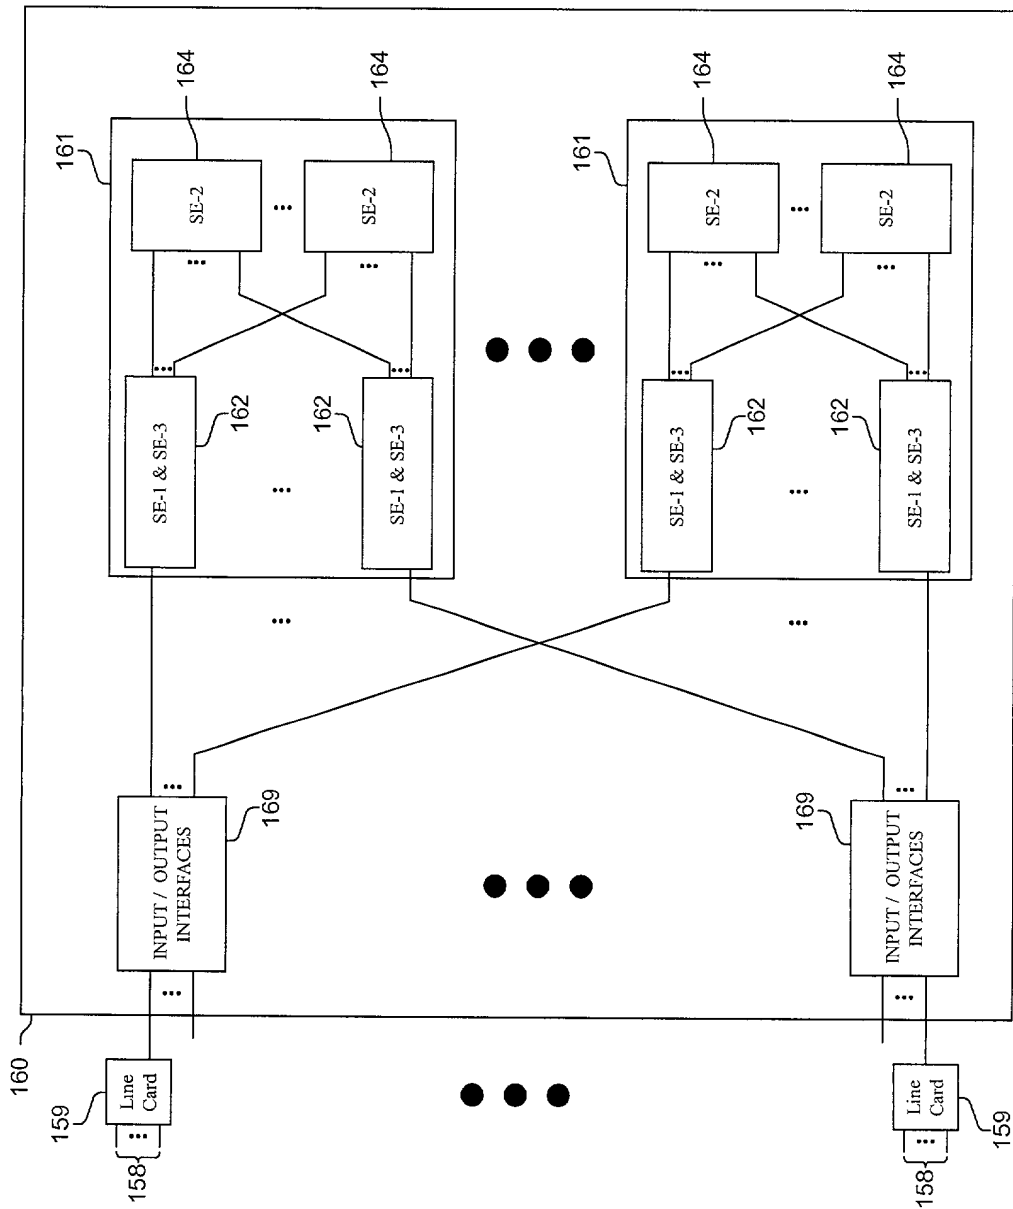 161
SE-2
164
SE-2
164
SE-1 & SE-3
162
SE-1 & SE-3
162
161
SE-2
164
SE-2
164
SE-1 & SE-3
162
SE-1 & SE-3
162
INPUT / OUTPUT
INTERFACES
169
INPUT / OUTPUT
INTERFACES
169
160
Line
Card
159
158
Line
Card
159
158